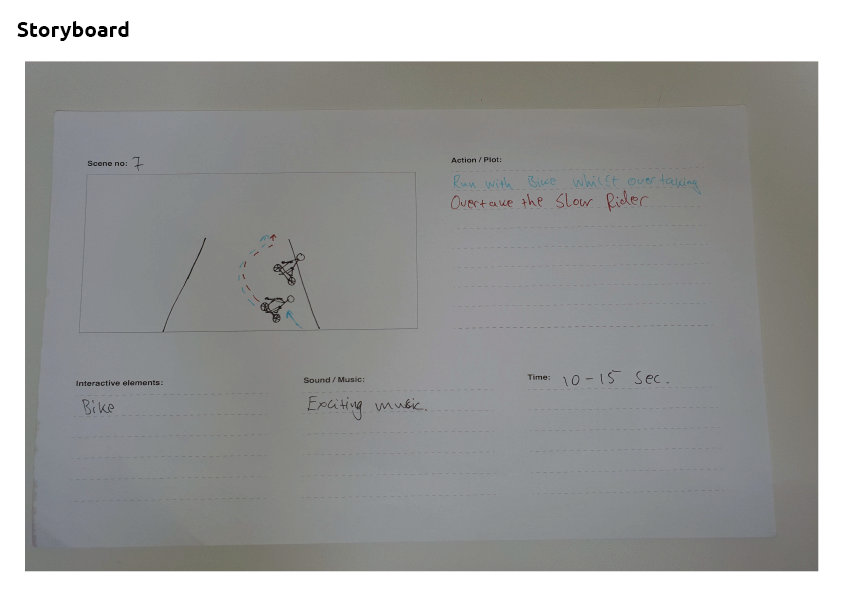 Storyboard
Scene no: 7
Action / Plot:
Run with Bike whilst overtaking
Overtake the Slow Rider
Interactive elements:
Bike
Sound / Music:
Exciting music.
Time: 10-15 Sec.